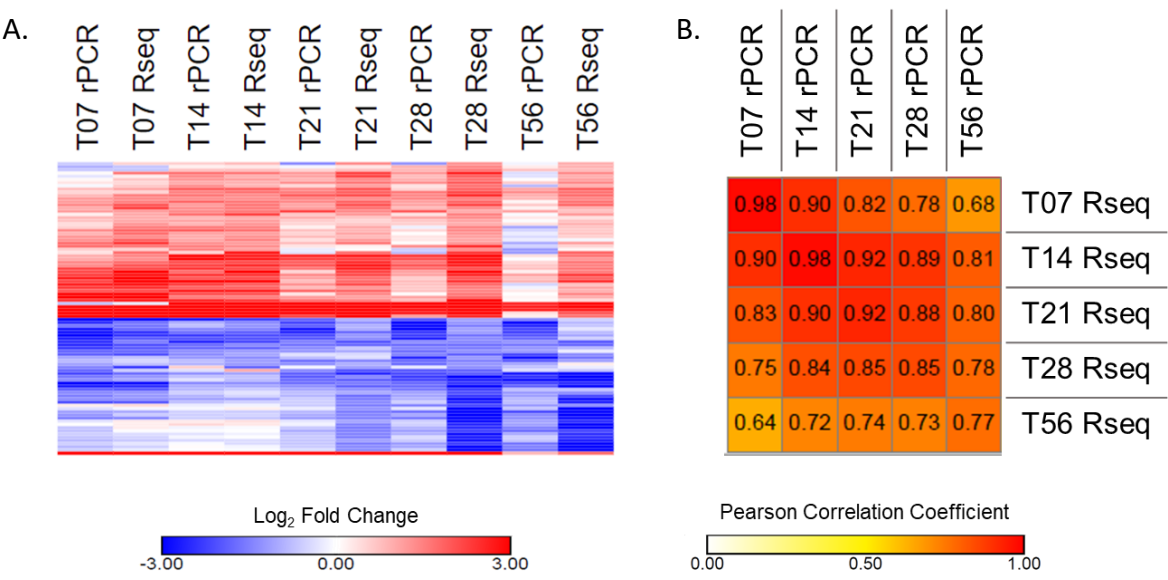 A.
T07 rPCR
T07 Rseq
T14 rPCR
T14 Rseq
T21 rPCR
T21 Rseq
T28 rPCR
T28 Rseq
T56 rPCR
T56 Rseq
Log2 Fold Change
-3.00 0.00 3.00
B.
T07 rPCR
T14 rPCR
T21 rPCR
T28 rPCR
T56 rPCR
0.98 0.90 0.82 0.78 0.68 T07 Rseq
0.90 0.98 0.92 0.89 0.81 T14 Rseq
0.83 0.90 0.92 0.88 0.80 T21 Rseq
0.75 0.84 0.85 0.85 0.78 T28 Rseq
0.64 0.72 0.74 0.73 0.77 T56 Rseq
Pearson Correlation Coefficient
0.00 0.50 1.00